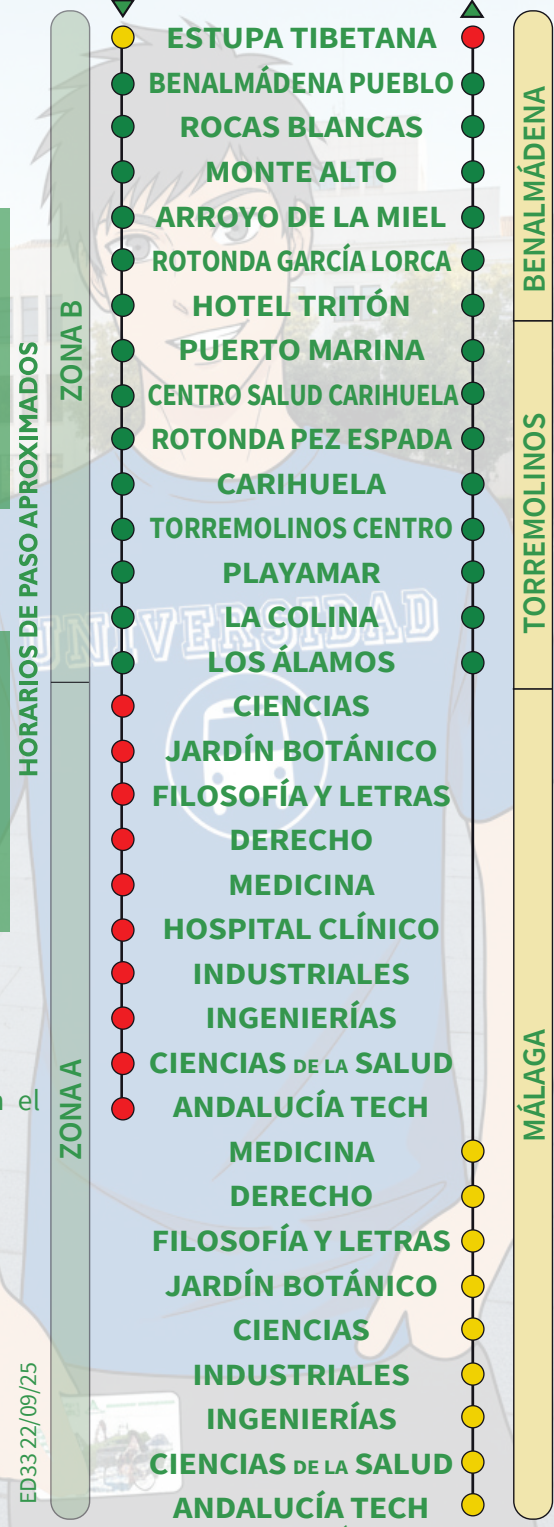 ESTUPA TIBETANA
BENALMÁDENA PUEBLO
ROCAS BLANCAS
MONTE ALTO
ARROYO DE LA MIEL
ROTONDA GARCÍA LORCA
HOTEL TRITÓN
PUERTO MARINA
CENTRO SALUD CARIHUELA
ROTONDA PEZ ESPADA
CARIHUELA
TORREMOLINOS CENTRO
PLAYAMAR
LA COLINA
LOS ÁLAMOS
CIENCIAS
JARDÍN BOTÁNICO
FILOSOFÍA Y LETRAS
DERECHO
MEDICINA
HOSPITAL CLÍNICO
INDUSTRIALES
INGENIERÍAS
CIENCIAS DE LA SALUD
ANDALUCÍA TECH
MEDICINA
DERECHO
FILOSOFÍA Y LETRAS
JARDÍN BOTÁNICO
CIENCIAS
INDUSTRIALES
INGENIERÍAS
CIENCIAS DE LA SALUD
ANDALUCÍA TECH
ZONA B
ZONA A
HORARIOS DE PASO APROXIMADOS
BENALMÁDENA
TORREMOLINOS
MÁLAGA
UNIVERSIDAD
el
ED33 22/09/25